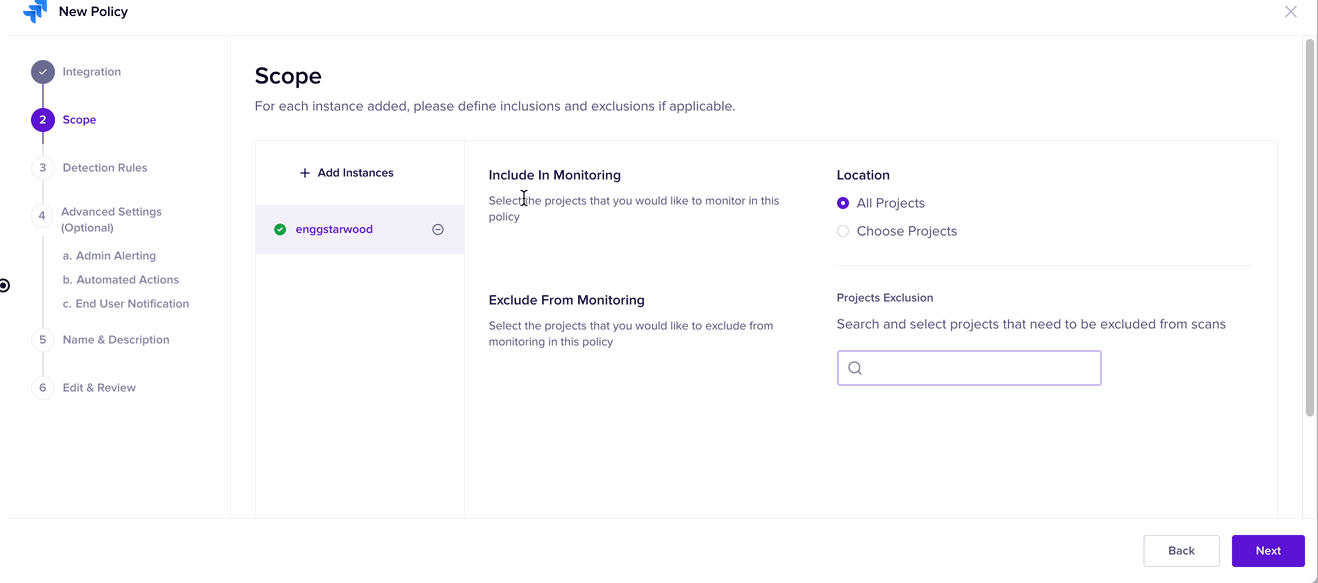 New Policy
Integration
2 Scope
3 Detection Rules
4 Advanced Settings
(Optional)
a. Admin Alerting
b. Automated Actions
c. End User Notification
5 Name & Description
6 Edit & Review
Scope
For each instance added, please define inclusions and exclusions if applicable.
+ Add Instances
enggstarwood
Include In Monitoring
Select the projects that you would like to monitor in this
policy
Location
All Projects
Choose Projects
Exclude From Monitoring
Select the projects that you would like to exclude from
monitoring in this policy
Projects Exclusion
Search and select projects that need to be excluded from scans
Back
Next